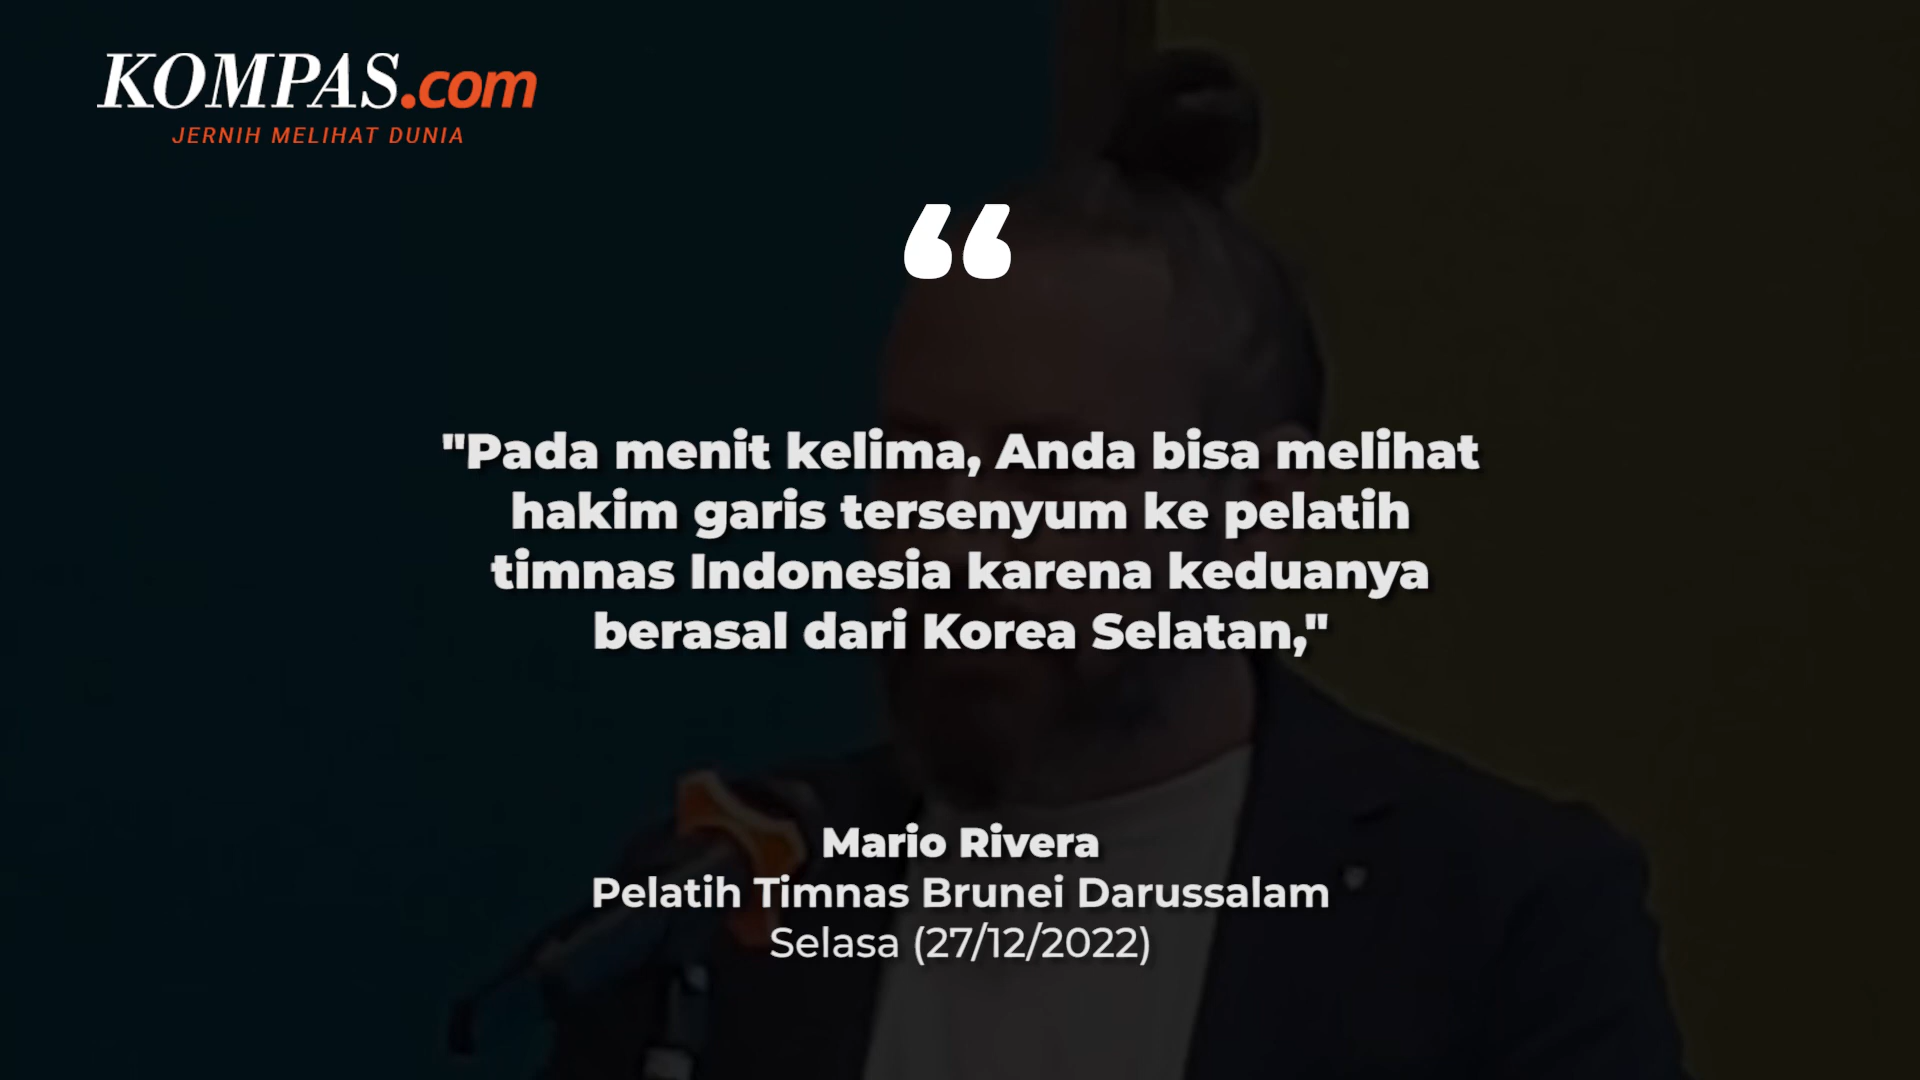 KOMPAS.com
JERNIH MELIHAT DUNIA
“
"Pada menit kelima, Anda bisa melihat
hakim garis tersenyum ke pelatih
timnas Indonesia karena keduanya
berasal dari Korea Selatan,"
Mario Rivera
Pelatih Timnas Brunei Darussalam
Selasa (27/12/2022)